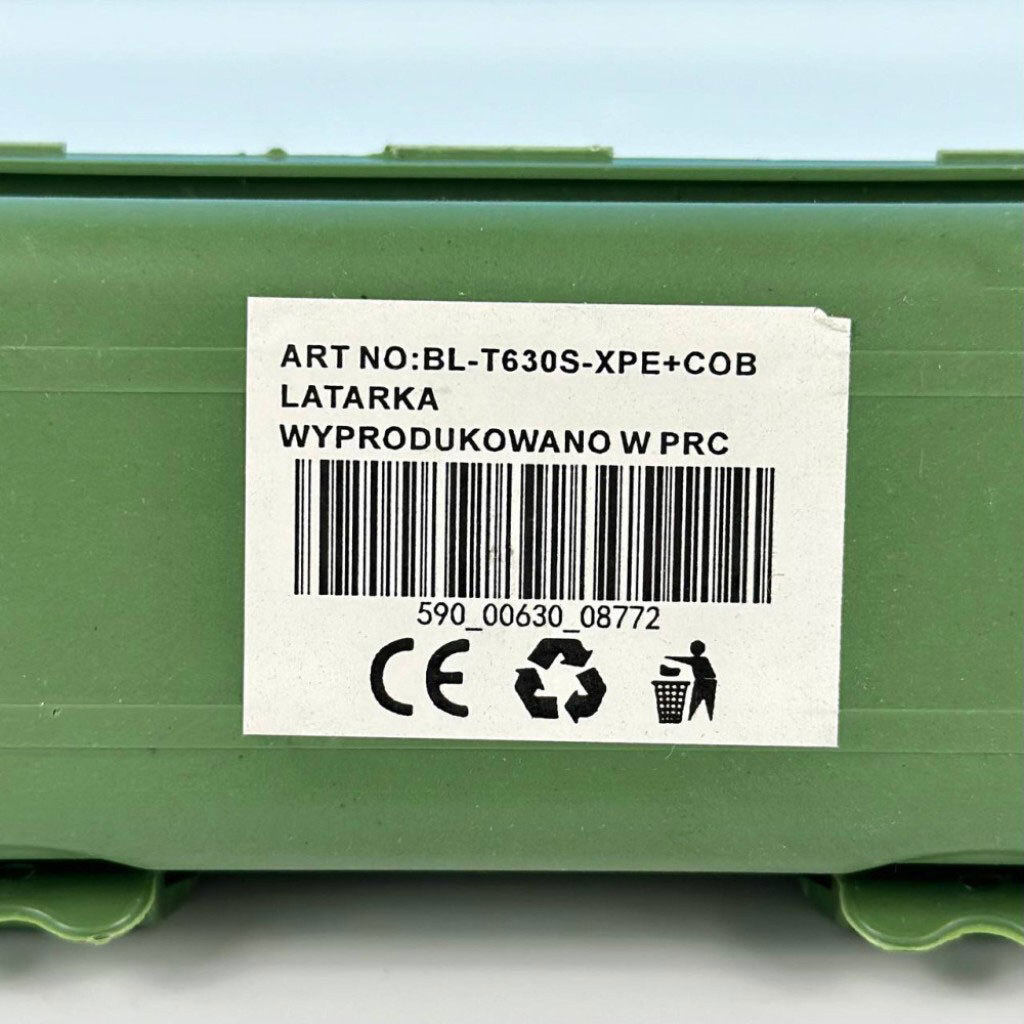 ART NO:BL-T630S-XPE+COB
LATARKA
WYPRODUKOWANO W PRC
590_00630_08772
CE